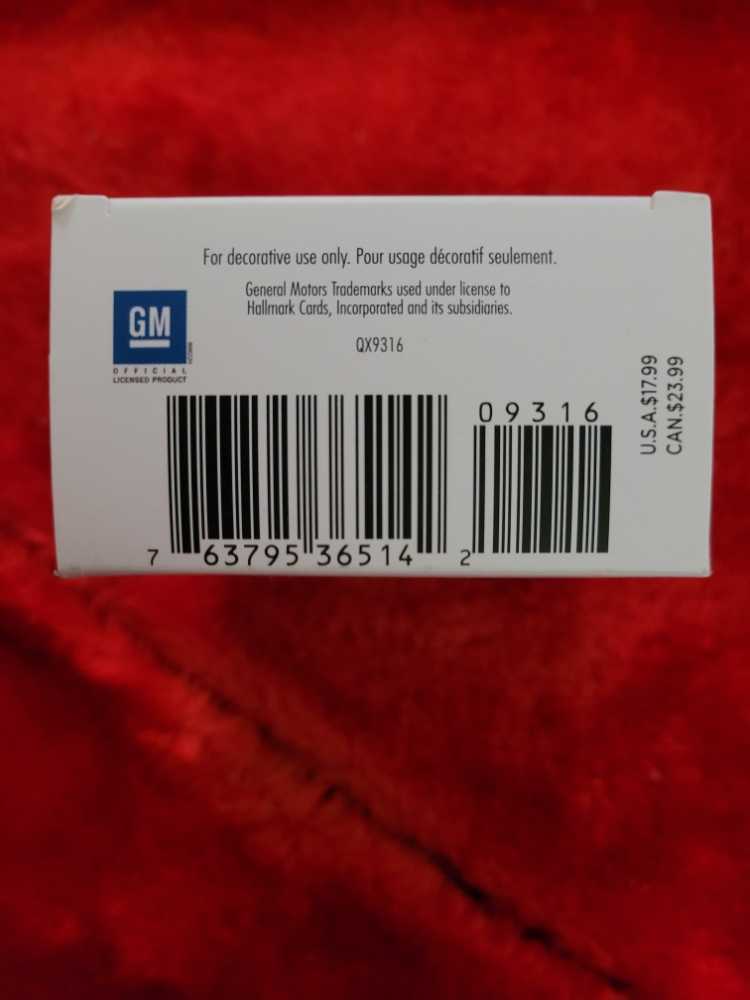 For decorative use only. Pour usage décoratif seulement.
General Motors Trademarks used under license to
Hallmark Cards, Incorporated and its subsidiaries.
QX9316
GM
OFFICIAL
LICENSED PRODUCT
U.S.A.$17.99
CAN.$23.99
09316
7 63795 36514 2